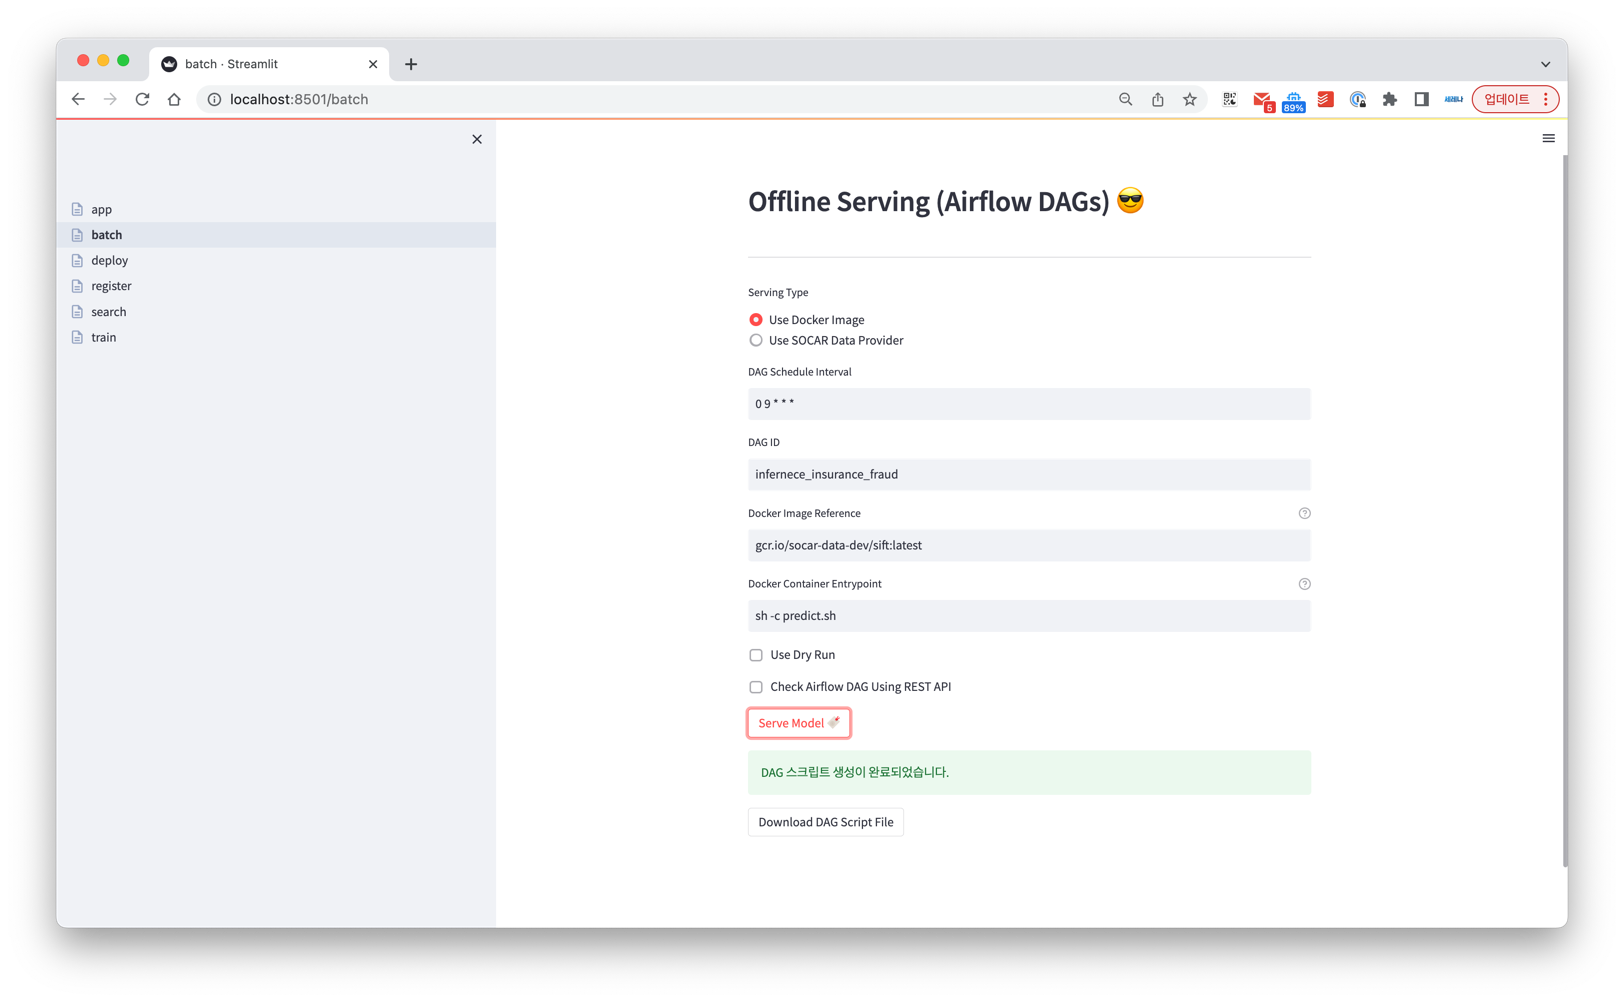 batch · Streamlit
localhost:8501/batch
5
89%
업데이트
app
batch
deploy
register
search
train
Offline Serving (Airflow DAGs) 😎
Serving Type
Use Docker Image
Use SOCAR Data Provider
DAG Schedule Interval
0 9 * * *
DAG ID
infernece_insurance_fraud
Docker Image Reference
gcr.io/socar-data-dev/sift:latest
Docker Container Entrypoint
sh -c predict.sh
Use Dry Run
Check Airflow DAG Using REST API
Serve Model 🚀
DAG 스크립트 생성이 완료되었습니다.
Download DAG Script File